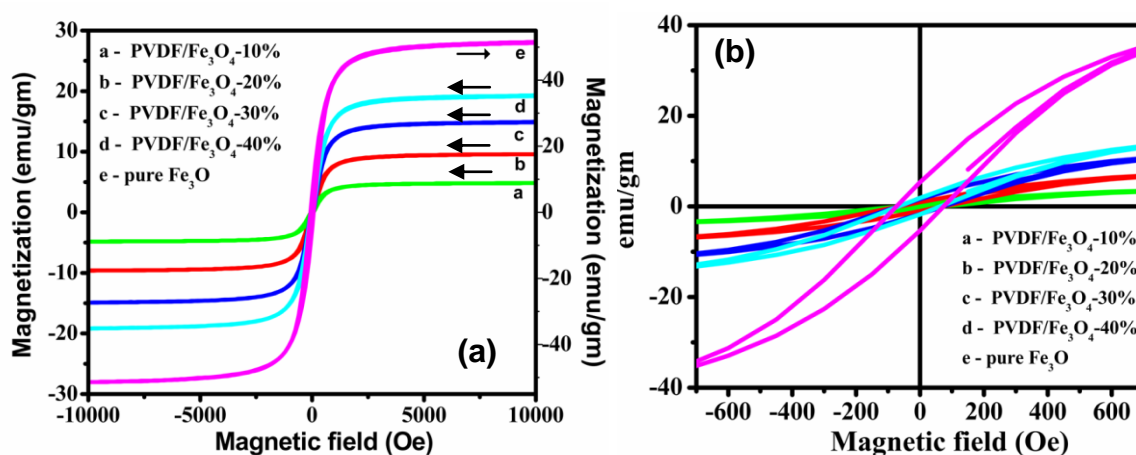 30
20
10
0
-10
-20
-30
Magnetization (emu/gm)
a - PVDF/Fe₃O₄-10%
b - PVDF/Fe₃O₄-20%
c - PVDF/Fe₃O₄-30%
d - PVDF/Fe₃O₄-40%
e - pure Fe₃O
e
d
c
b
a
(a)
40
20
0
-20
-40
Magnetization (emu/gm)
-10000 -5000 0 5000 10000
Magnetic field (Oe)
(b)
40
20
0
-20
-40
emu/gm
a - PVDF/Fe₃O₄-10%
b - PVDF/Fe₃O₄-20%
c - PVDF/Fe₃O₄-30%
d - PVDF/Fe₃O₄-40%
e - pure Fe₃O
-600 -400 -200 0 200 400 600
Magnetic field (Oe)